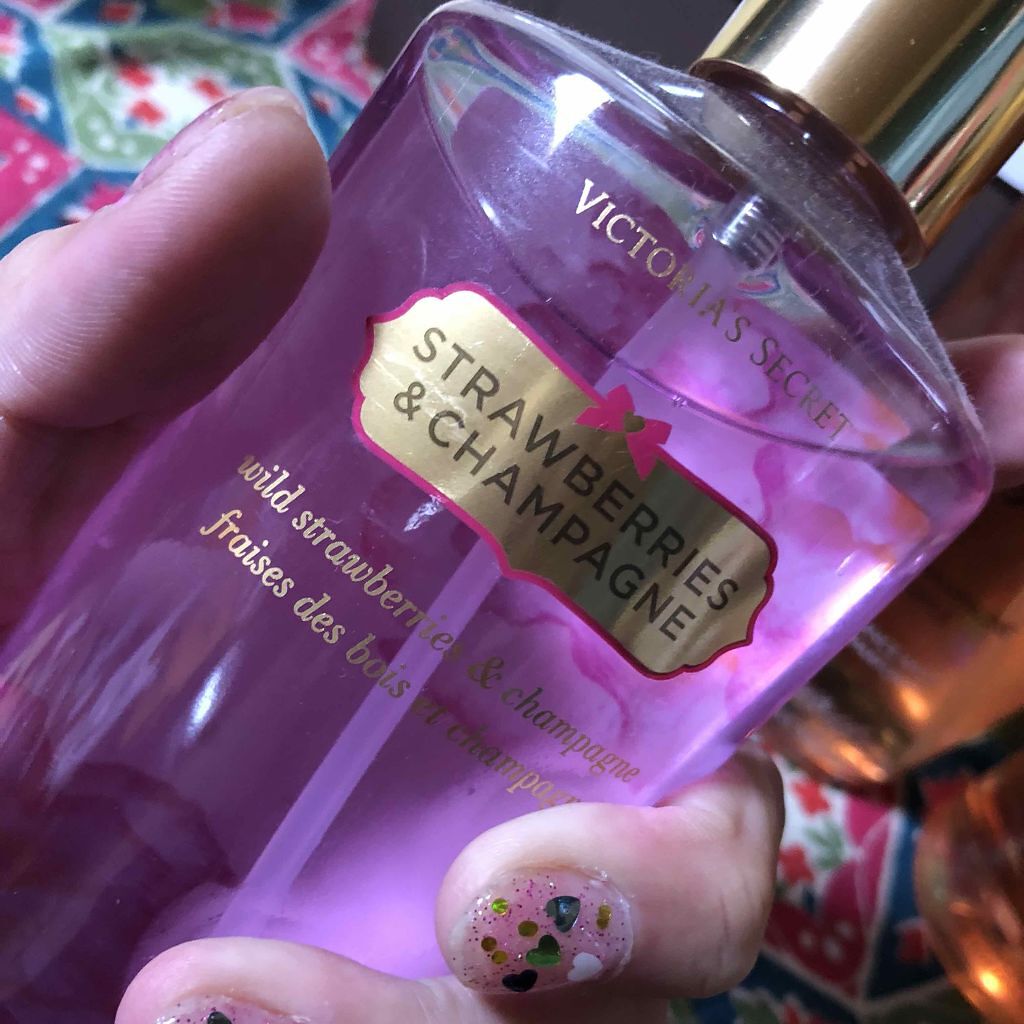 VICTORIA'S SECRET
STRAWBERRIES
& CHAMPAGNE
wild strawberries & champagne
fraises des bois et champagne